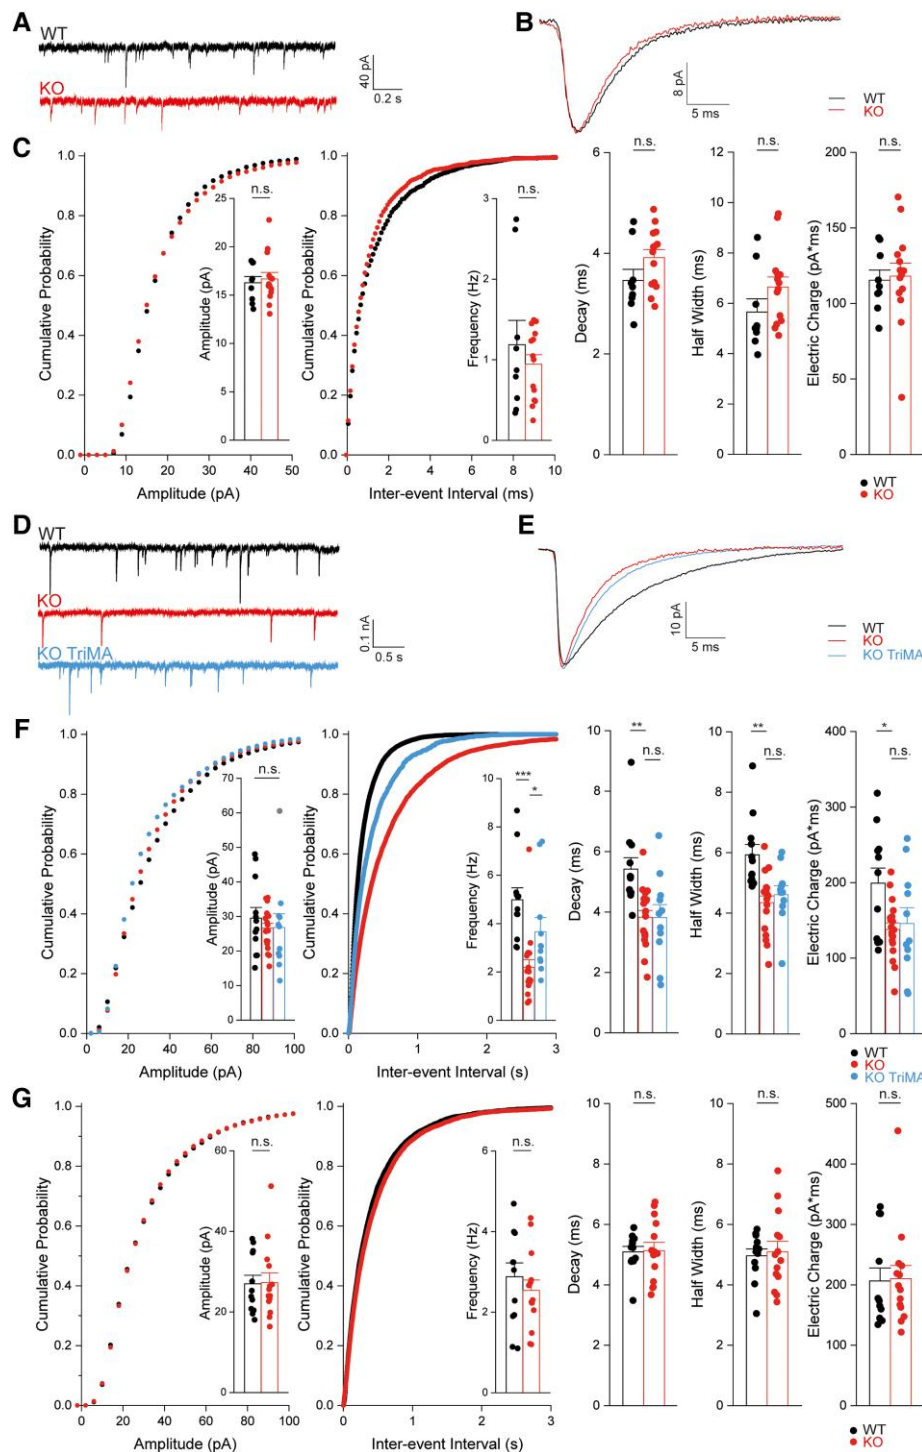 A
WT
KO
40 pA
0.2 s
B
8 pA
5 ms
WT
KO
C
Cumulative Probability
1.0
0.8
0.6
0.4
0.2
0.0
0 10 20 30 40 50
Amplitude (pA)
n.s.
Amplitude (pA)
25
20
15
10
5
0
Cumulative Probability
1.0
0.8
0.6
0.4
0.2
0.0
0 2 4 6 8 10
Inter-event Interval (ms)
n.s.
Frequency (Hz)
3
2
1
0
n.s.
Decay (ms)
6
4
2
0
n.s.
Half Width (ms)
12
10
8
6
4
2
0
n.s.
Electric Charge (pA*ms)
200
150
100
50
0
WT
KO
D
WT
KO
KO TriMA
0.1 nA
0.5 s
E
10 pA
5 ms
WT
KO
KO TriMA
F
Cumulative Probability
1.0
0.8
0.6
0.4
0.2
0.0
0 20 40 60 80 100
Amplitude (pA)
n.s.
Amplitude (pA)
70
60
50
40
30
20
10
0
Cumulative Probability
1.0
0.8
0.6
0.4
0.2
0.0
0 1 2 3
Inter-event Interval (s)
***
*
Frequency (Hz)
10
8
6
4
2
0
**
n.s.
Decay (ms)
10
8
6
4
2
0
**
n.s.
Half Width (ms)
10
8
6
4
2
0
*
n.s.
Electric Charge (pA*ms)
400
300
200
100
0
WT
KO
KO TriMA
G
Cumulative Probability
1.0
0.8
0.6
0.4
0.2
0.0
0 20 40 60 80 100
Amplitude (pA)
n.s.
Amplitude (pA)
60
40
20
0
Cumulative Probability
1.0
0.8
0.6
0.4
0.2
0.0
0 1 2 3
Inter-event Interval (s)
n.s.
Frequency (Hz)
6
4
2
0
n.s.
Decay (ms)
10
8
6
4
2
0
n.s.
Half Width (ms)
10
8
6
4
2
0
n.s.
Electric Charge (pA*ms)
500
400
300
200
100
0
WT
KO